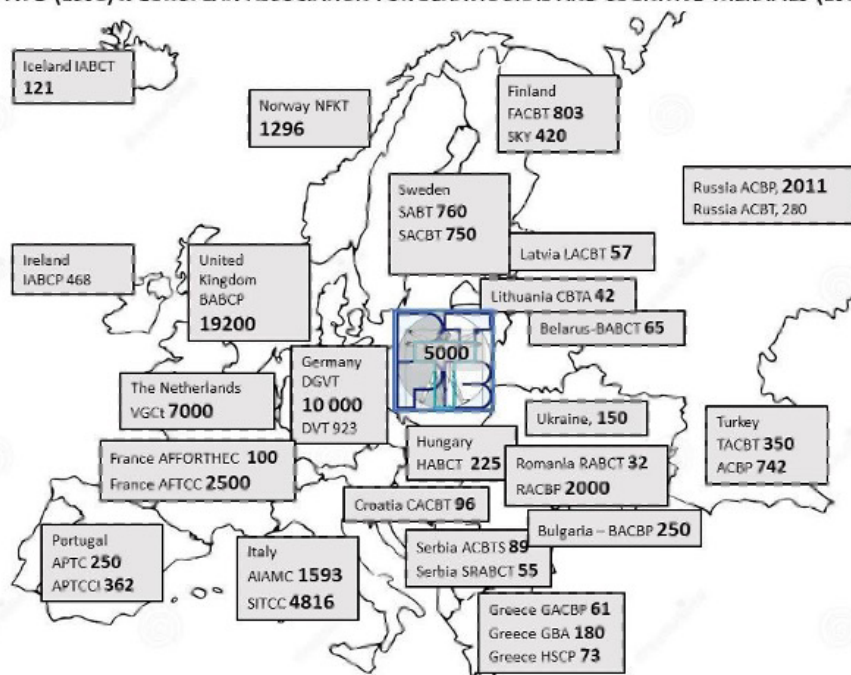 Iceland IABCT
121
Norway NFKT
1296
Finland
FACBT 803
SKY 420
Russia ACBP, 2011
Russia ACBT, 280
Sweden
SABT 760
SACBT 750
Ireland
IABCP 468
United
Kingdom
BABCP
19200
Latvia LACBT 57
Lithuania CBTA 42
Belarus-BABCT 65
5000
Germany
DGVT
10 000
DVT 923
The Netherlands
VGCt 7000
Ukraine, 150
Turkey
TACBT 350
ACBP 742
Hungary
HABCT 225
Romania RABCT 32
RACBP 2000
France AFFORTHEC 100
France AFTCC 2500
Croatia CACBT 96
Bulgaria – BACBP 250
Portugal
APTC 250
APTCCI 362
Italy
AIAMC 1593
SITCC 4816
Serbia ACBTS 89
Serbia SRABCT 55
Greece GACBP 61
Greece GBA 180
Greece HSCP 73